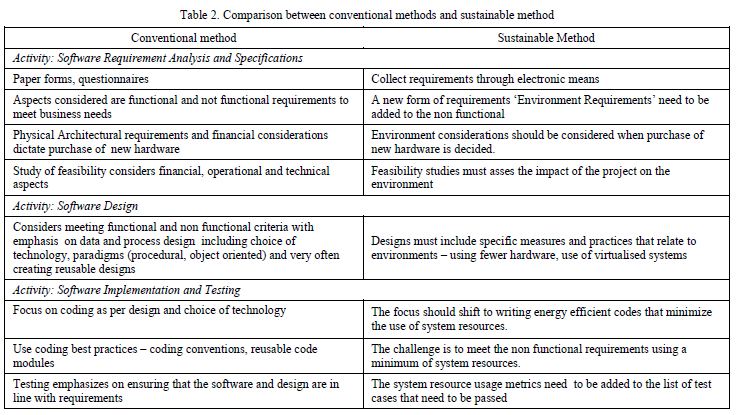 Table 2. Comparison between conventional methods and sustainable method
Conventional method
Sustainable Method
Activity: Software Requirement Analysis and Specifications
Paper forms, questionnaires
Collect requirements through electronic means
Aspects considered are functional and not functional requirements to
meet business needs
A new form of requirements ‘Environment Requirements’ need to be
added to the non functional
Physical Architectural requirements and financial considerations
dictate purchase of new hardware
Environment considerations should be considered when purchase of
new hardware is decided.
Study of feasibility considers financial, operational and technical
aspects
Feasibility studies must asses the impact of the project on the
environment
Activity: Software Design
Considers meeting functional and non functional criteria with
emphasis on data and process design including choice of
technology, paradigms (procedural, object oriented) and very often
creating reusable designs
Designs must include specific measures and practices that relate to
environments – using fewer hardware, use of virtualised systems
Activity: Software Implementation and Testing
Focus on coding as per design and choice of technology
The focus should shift to writing energy efficient codes that minimize
the use of system resources.
Use coding best practices – coding conventions, reusable code
modules
The challenge is to meet the non functional requirements using a
minimum of system resources.
Testing emphasizes on ensuring that the software and design are in
line with requirements
The system resource usage metrics need to be added to the list of test
cases that need to be passed